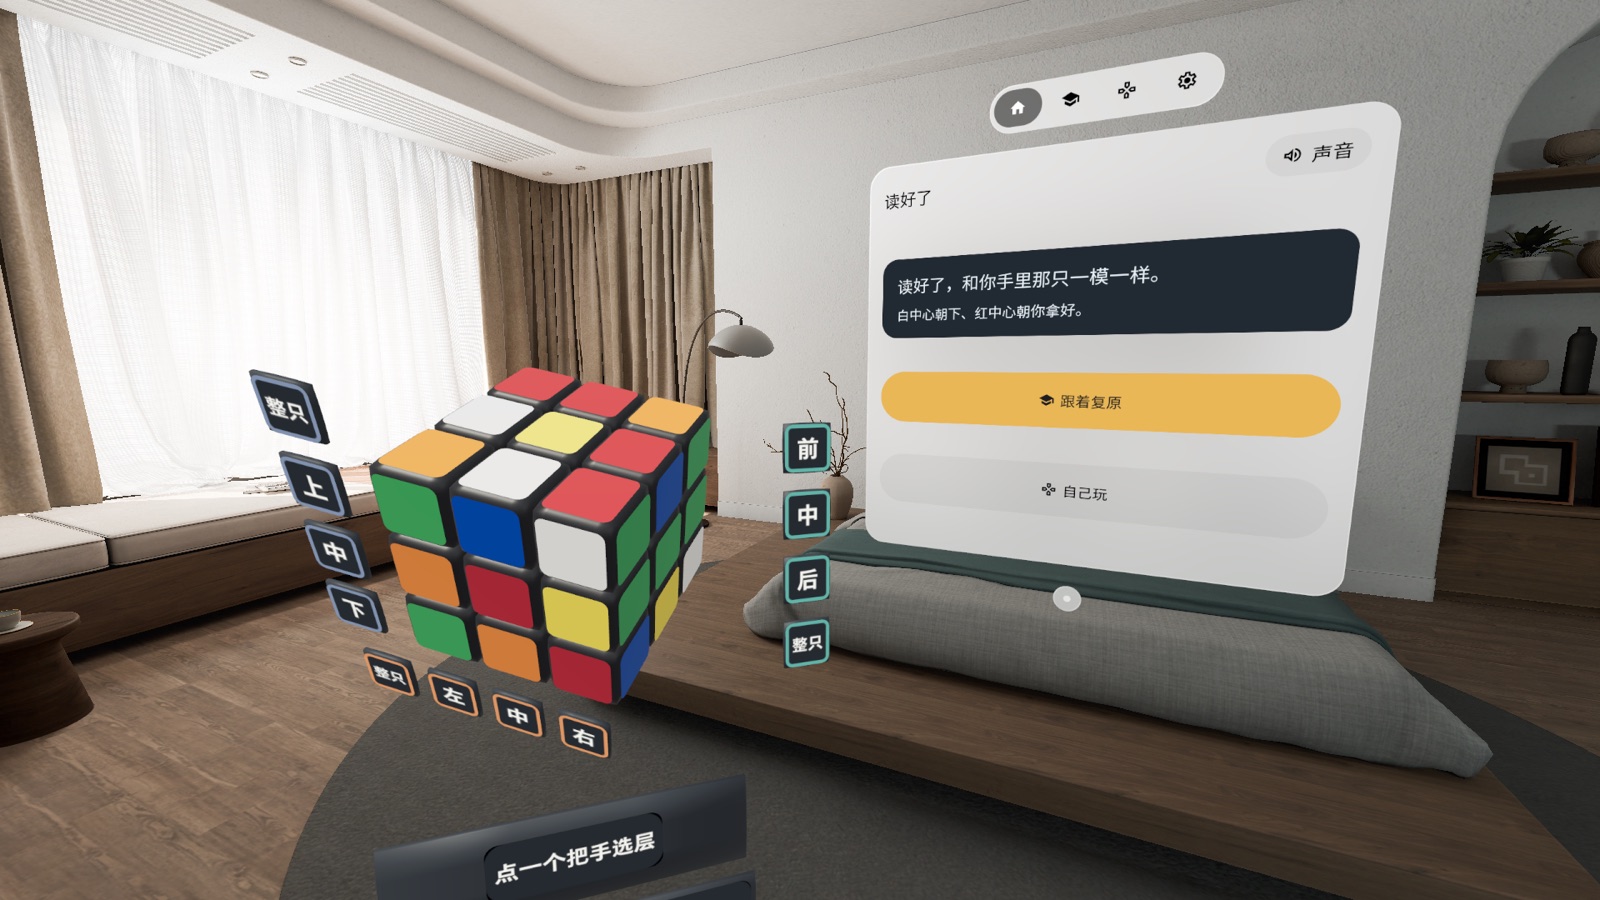 声音
读好了
读好了，和你手里那只一模一样。
白中心朝下、红中心朝你拿好。
跟着复原
自己玩
整只
上
中
下
整只
左
中
右
前
中
后
整只
点一个把手选层